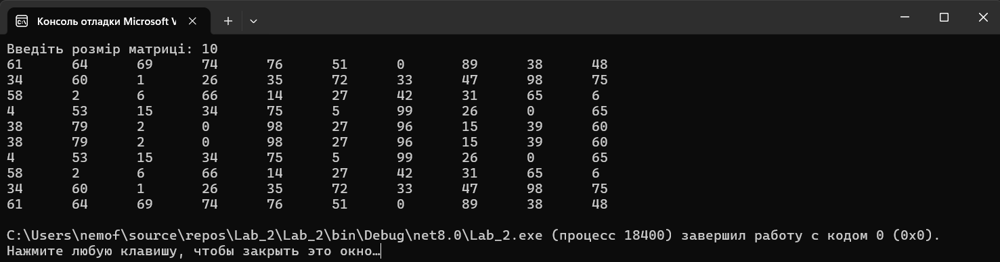 Консоль отладки Microsoft V
Введіть розмір матриці: 10
61 64 69 74 76 51 0 89 38 48
34 60 1 26 35 72 33 47 98 75
58 2 6 66 14 27 42 31 65 6
4 53 15 34 75 5 99 26 0 65
38 79 2 0 98 27 96 15 39 60
38 79 2 0 98 27 96 15 39 60
4 53 15 34 75 5 99 26 0 65
58 2 6 66 14 27 42 31 65 6
34 60 1 26 35 72 33 47 98 75
61 64 69 74 76 51 0 89 38 48
C:\Users\nemof\source\repos\Lab_2\Lab_2\bin\Debug\net8.0\Lab_2.exe (процесс 18400) завершил работу с кодом 0 (0x0).
Нажмите любую клавишу, чтобы закрыть это окно…